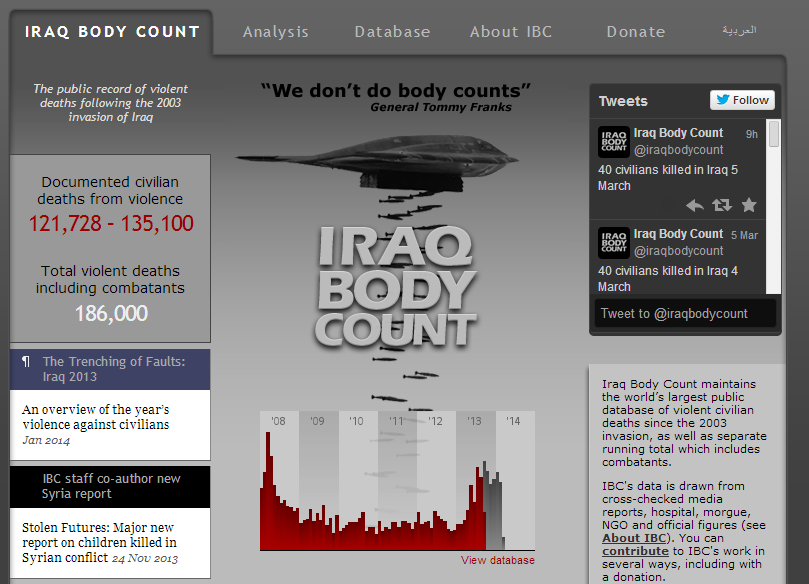 IRAQ BODY COUNT
Analysis
Database
About IBC
Donate
العربية
The public record of violent
deaths following the 2003
invasion of Iraq
Documented civilian
deaths from violence
121,728 - 135,100
Total violent deaths
including combatants
186,000
¶ The Trenching of Faults:
Iraq 2013
An overview of the year's
violence against civilians
Jan 2014
IBC staff co-author new
Syria report
Stolen Futures: Major new
report on children killed in
Syrian conflict 24 Nov 2013
“We don’t do body counts”
General Tommy Franks
IRAQ
BODY
COUNT
'08 '09 '10 '11 '12 '13 '14
View database
Tweets
Follow
IRAQ
BODY
COUNT
Iraq Body Count 9h
@iraqbodycount
40 civilians killed in Iraq 5
March
IRAQ
BODY
COUNT
Iraq Body Count 5 Mar
@iraqbodycount
40 civilians killed in Iraq 4
March
Tweet to @iraqbodycount
Iraq Body Count maintains
the world’s largest public
database of violent civilian
deaths since the 2003
invasion, as well as separate
running total which includes
combatants.
IBC's data is drawn from
cross-checked media
reports, hospital, morgue,
NGO and official figures (see
About IBC). You can
contribute to IBC's work in
several ways, including with
a donation.